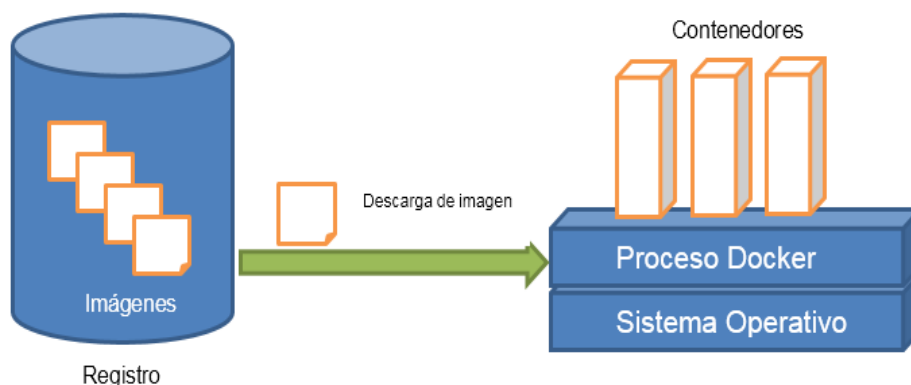 Contenedores
Descarga de imagen
Proceso Docker
Imágenes
Sistema Operativo
Registro